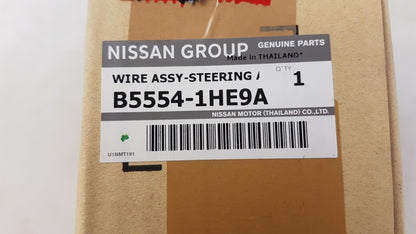 NISSAN GROUP GENUINE PARTS
Made in THAILAND*
Q'TY
WIRE ASSY-STEERING A 1
B5554-1HE9A
NISSAN MOTOR (THAILAND) CO.,LTD.
U1NMT191